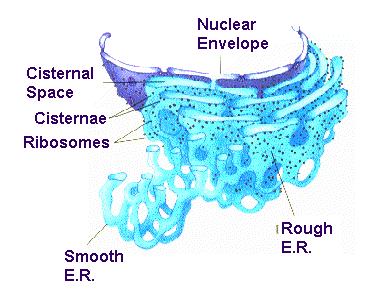 Nuclear
Envelope
Cisternal
Space
Cisternae
Ribosomes
Rough
E.R.
Smooth
E.R.